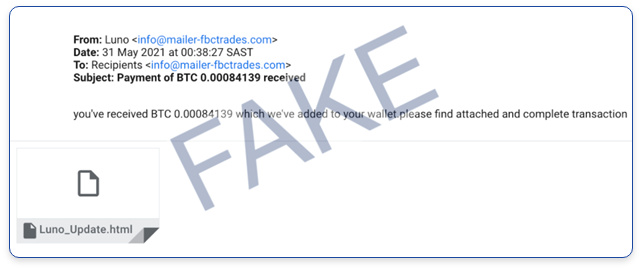 From: Luno <info@mailer-fbctrades.com>
Date: 31 May 2021 at 00:38:27 SAST
To: Recipients <info@mailer-fbctrades.com>
Subject: Payment of BTC 0.00084139 received
you've received BTC 0.00084139 which we've added to your wallet please find attached and complete transaction
FAKE
Luno_Update.html